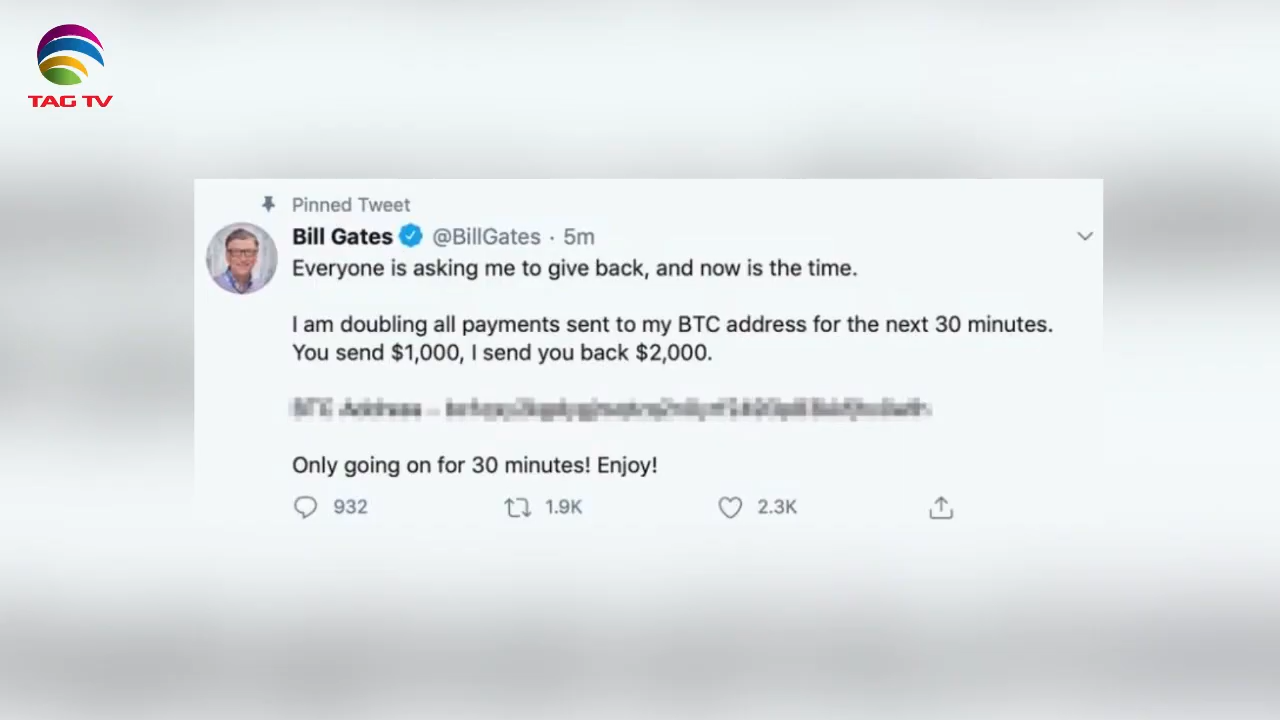 TAG TV
Pinned Tweet
Bill Gates @BillGates · 5m
Everyone is asking me to give back, and now is the time.
I am doubling all payments sent to my BTC address for the next 30 minutes.
You send $1,000, I send you back $2,000.
BTC Address -
Only going on for 30 minutes! Enjoy!
932 1.9K 2.3K